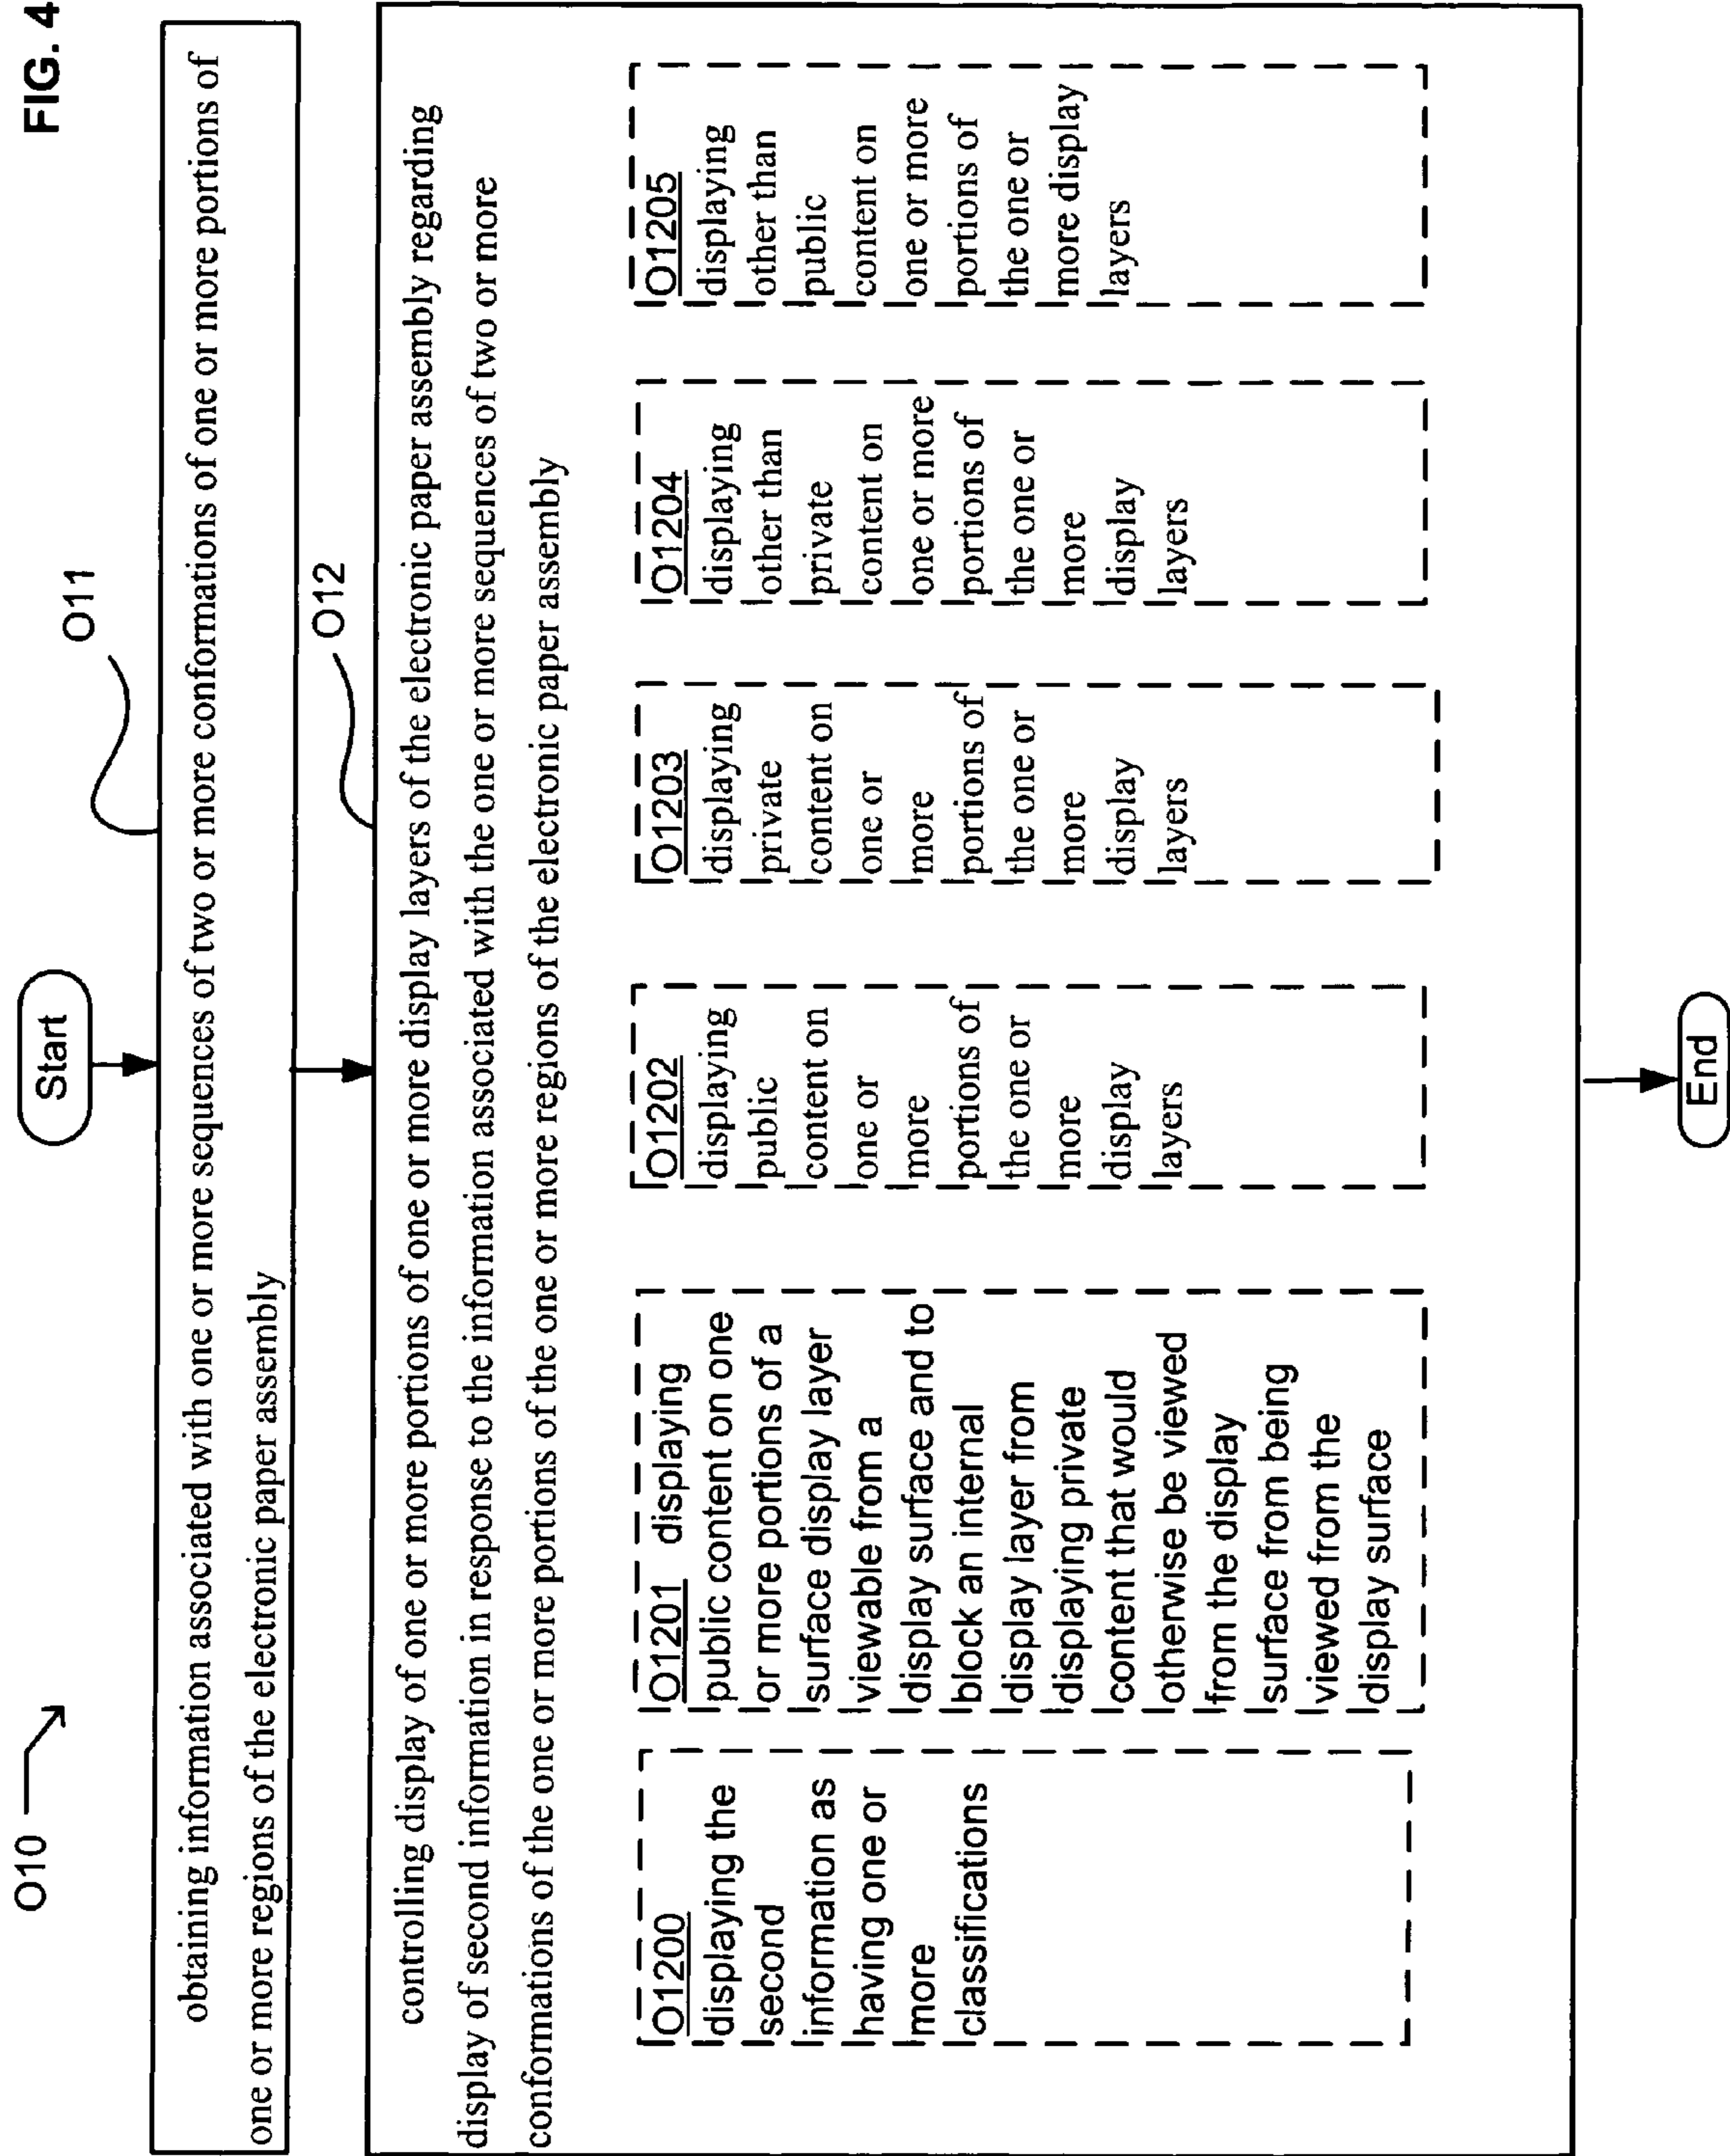 FIG. 4
O10
Start
O11
obtaining information associated with one or more sequences of two or more conformations of one or more portions of
one or more regions of the electronic paper assembly
O12
controlling display of one or more portions of one or more display layers of the electronic paper assembly regarding
display of second information in response to the information associated with the one or more sequences of two or more
conformations of the one or more portions of the one or more regions of the electronic paper assembly
O1200
displaying the
second
information as
having one or
more
classifications
O1201 displaying
public content on one
or more portions of a
surface display layer
viewable from a
display surface and to
block an internal
display layer from
displaying private
content that would
otherwise be viewed
from the display
surface from being
viewed from the
display surface
O1202
displaying
public
content on
one or
more
portions of
the one or
more
display
layers
O1203
displaying
private
content on
one or
more
portions of
the one or
more
display
layers
O1204
displaying
other than
private
content on
one or more
portions of
the one or
more
display
layers
O1205
displaying
other than
public
content on
one or more
portions of
the one or
more display
layers
End